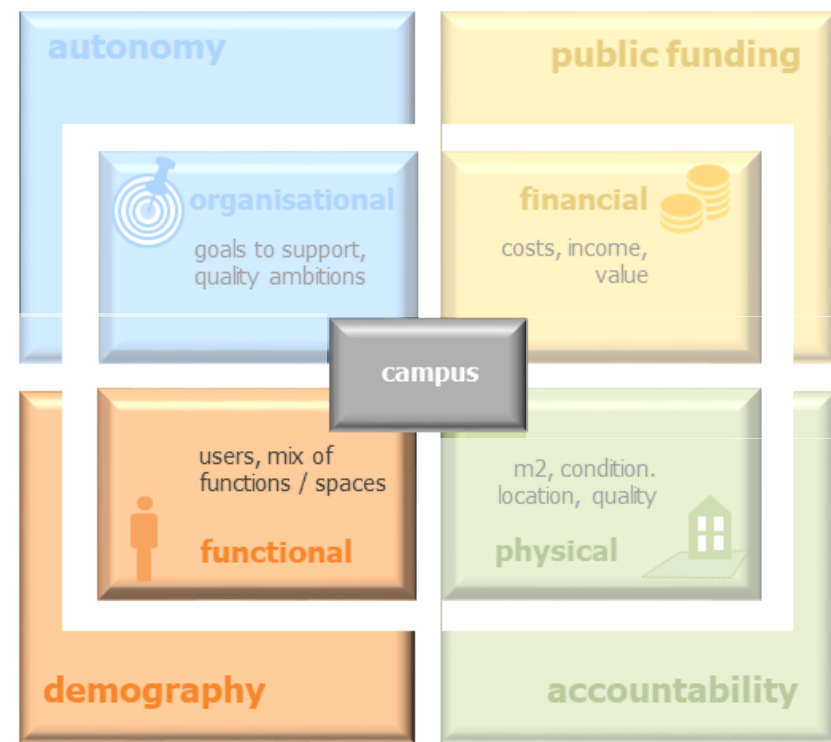 autonomy
public funding
organisational
goals to support,
quality ambitions
financial
costs, income,
value
campus
users, mix of
functions / spaces
functional
m2, condition.
location, quality
physical
demography
accountability